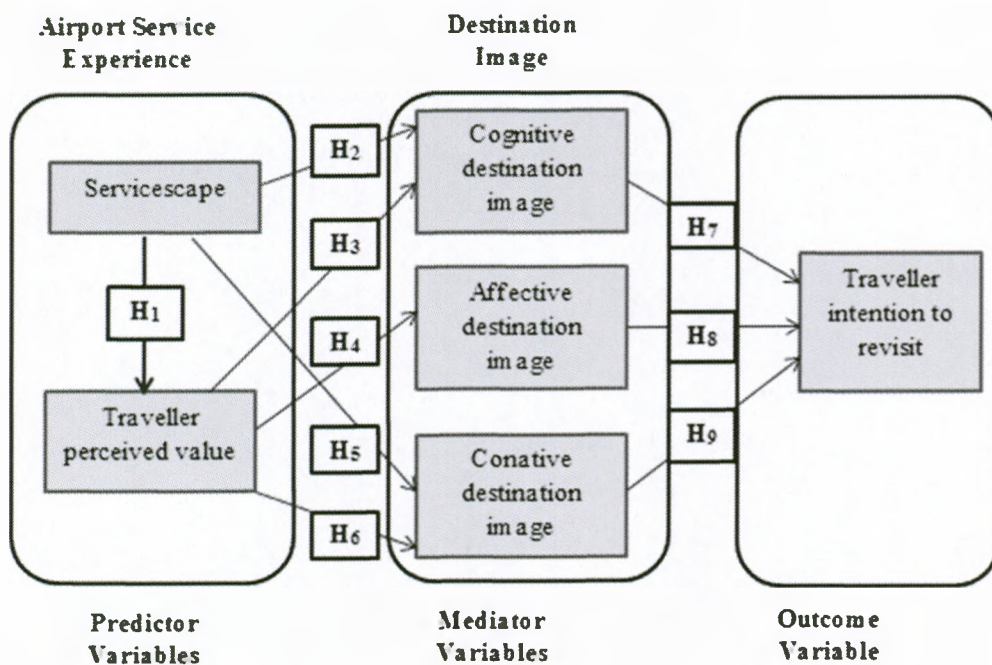 Airport Service
Experience
Destination
Image
Servicescape
H1
Traveller
perceived value
H2
H3
H4
H5
H6
Cognitive
destination
image
Affective
destination
image
Conative
destination
image
H7
H8
H9
Traveller
intention to
revisit
Predictor
Variables
Mediator
Variables
Outcome
Variable